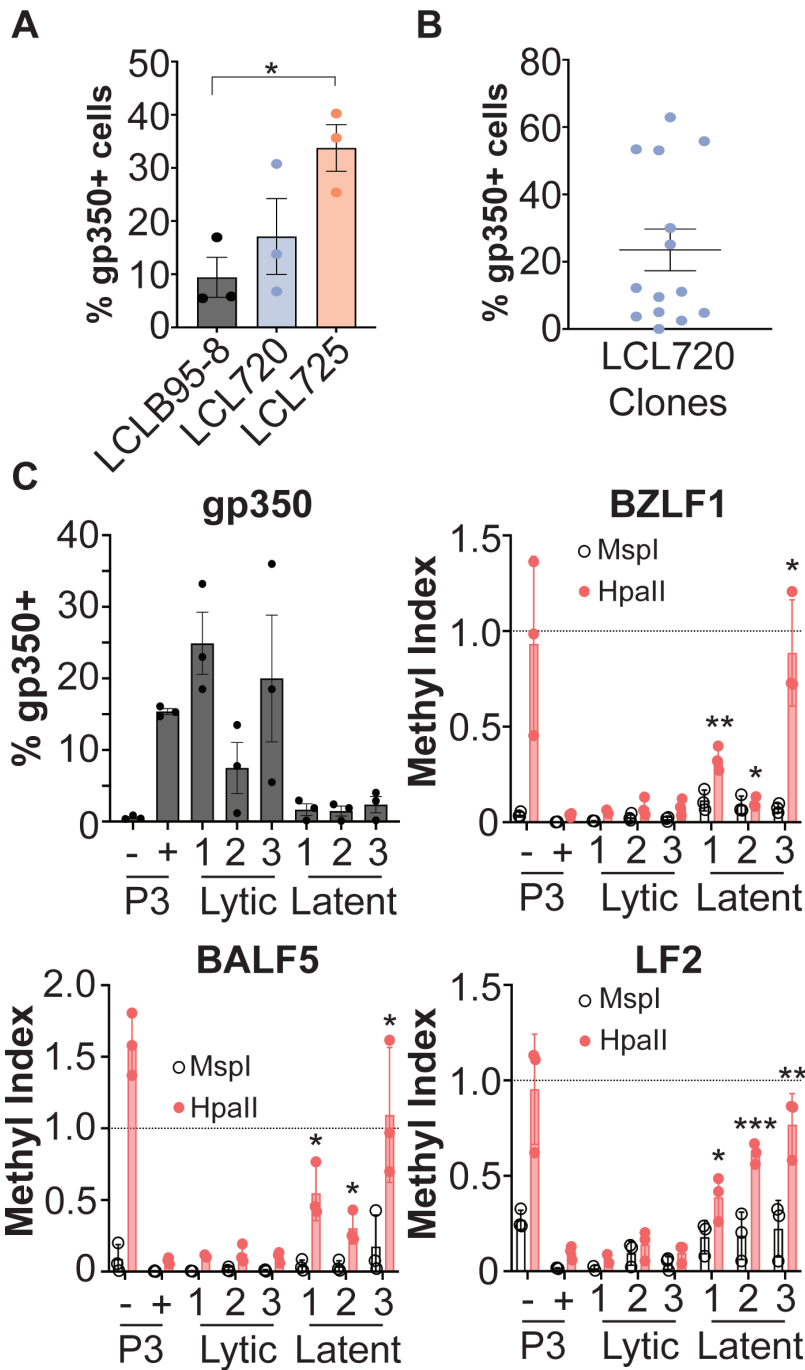 A
% gp350+ cells
50
40
30
20
10
0
*
LCLB95-8
LCL720
LCL725
B
% gp350+ cells
80
60
40
20
0
LCL720
Clones
C
gp350
% gp350+
40
30
20
10
0
- + 1 2 3 1 2 3
P3 Lytic Latent
BZLF1
Methyl Index
1.5
1.0
0.5
0
MspI
HpaII
** * *
- + 1 2 3 1 2 3
P3 Lytic Latent
BALF5
Methyl Index
2.0
1.5
1.0
0.5
0
MspI
HpaII
* * *
- + 1 2 3 1 2 3
P3 Lytic Latent
LF2
Methyl Index
1.5
1.0
0.5
0
MspI
HpaII
* *** **
- + 1 2 3 1 2 3
P3 Lytic Latent